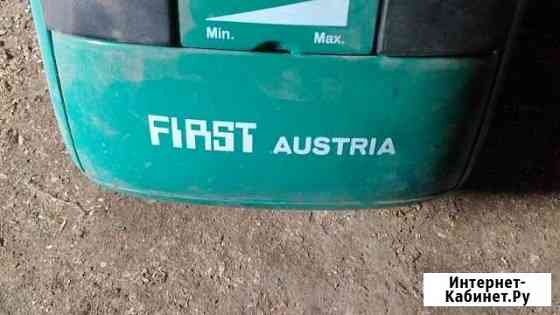 Min. Max.
FIRST AUSTRIA
Интернет-
Кабинет.Ру